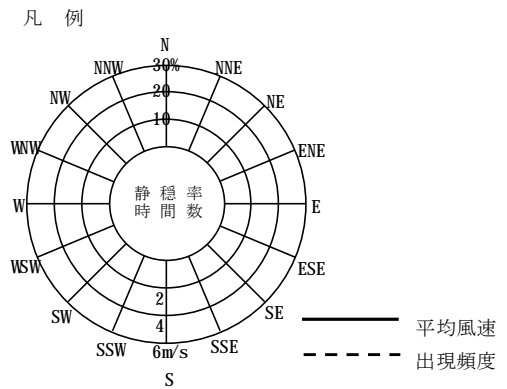 凡 例
N
NNW 30% NNE
NW 20 NE
10
WNW ENE
静 穏 率
時 間 数
W E
WSW ESE
2
SW SE
4
SSW 6m/s SSE
S
平均風速
出現頻度